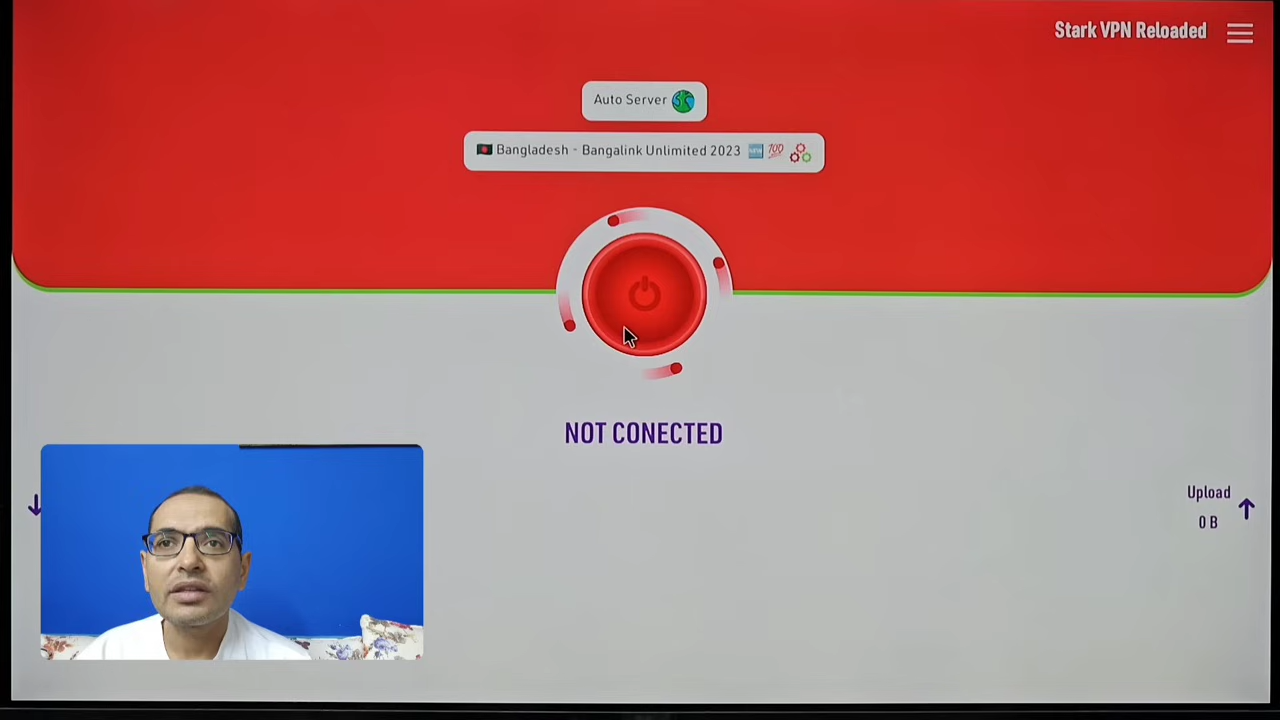 Stark VPN Reloaded
Auto Server
Bangladesh - Bangalink Unlimited 2023 🆕 💯
NOT CONECTED
Upload
0 B